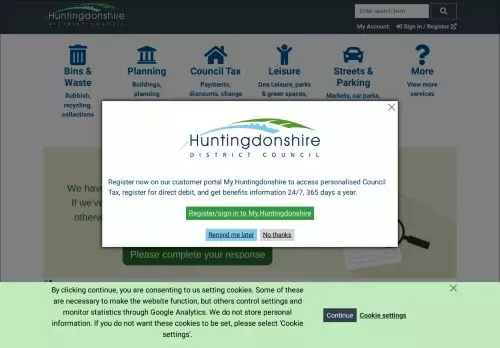 Huntingdonshire
DISTRICT COUNCIL
Enter search term
My Account: Sign in / Register
Bins & Waste
Rubbish, recycling, collections
Planning
Buildings, planning
Council Tax
Payments, discounts, change
Leisure
One Leisure, parks & green spaces,
Streets & Parking
Markets, car parks,
More
View more services
Huntingdonshire
DISTRICT COUNCIL
Register now on our customer portal My.Huntingdonshire to access personalised Council
Tax, register for direct debit, and get benefits information 24/7, 365 days a year.
Register/sign in to My.Huntingdonshire
Remind me later
No thanks
We hav
If we've
otherw
Please complete your response
By clicking continue, you are consenting to us setting cookies. Some of these
are necessary to make the website function, but others control settings and
monitor statistics through Google Analytics. We do not store personal
information. If you do not want these cookies to be set, please select 'Cookie
settings'.
Continue
Cookie settings